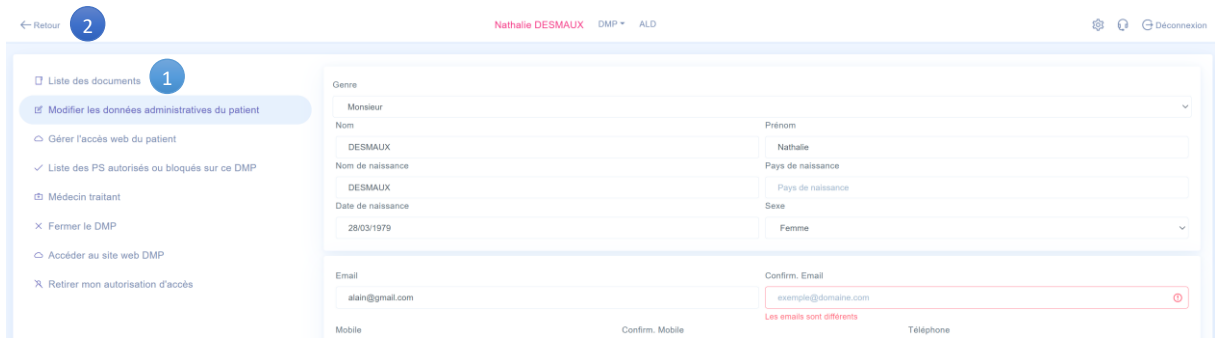 Retour
2
Nathalie DESMAUX DMP ALD
Déconnexion
Liste des documents
1
Modifier les données administratives du patient
Gérer l'accès web du patient
Liste des PS autorisés ou bloqués sur ce DMP
Médecin traitant
Fermer le DMP
Accéder au site web DMP
Retirer mon autorisation d'accès
Genre
Monsieur
Nom Prénom
DESMAUX Nathalie
Nom de naissance Pays de naissance
DESMAUX Pays de naissance
Date de naissance Sexe
28/03/1979 Femme
Email Confirm. Email
alain@gmail.com exemple@domaine.com
Les emails sont différents
Mobile Confirm. Mobile Téléphone